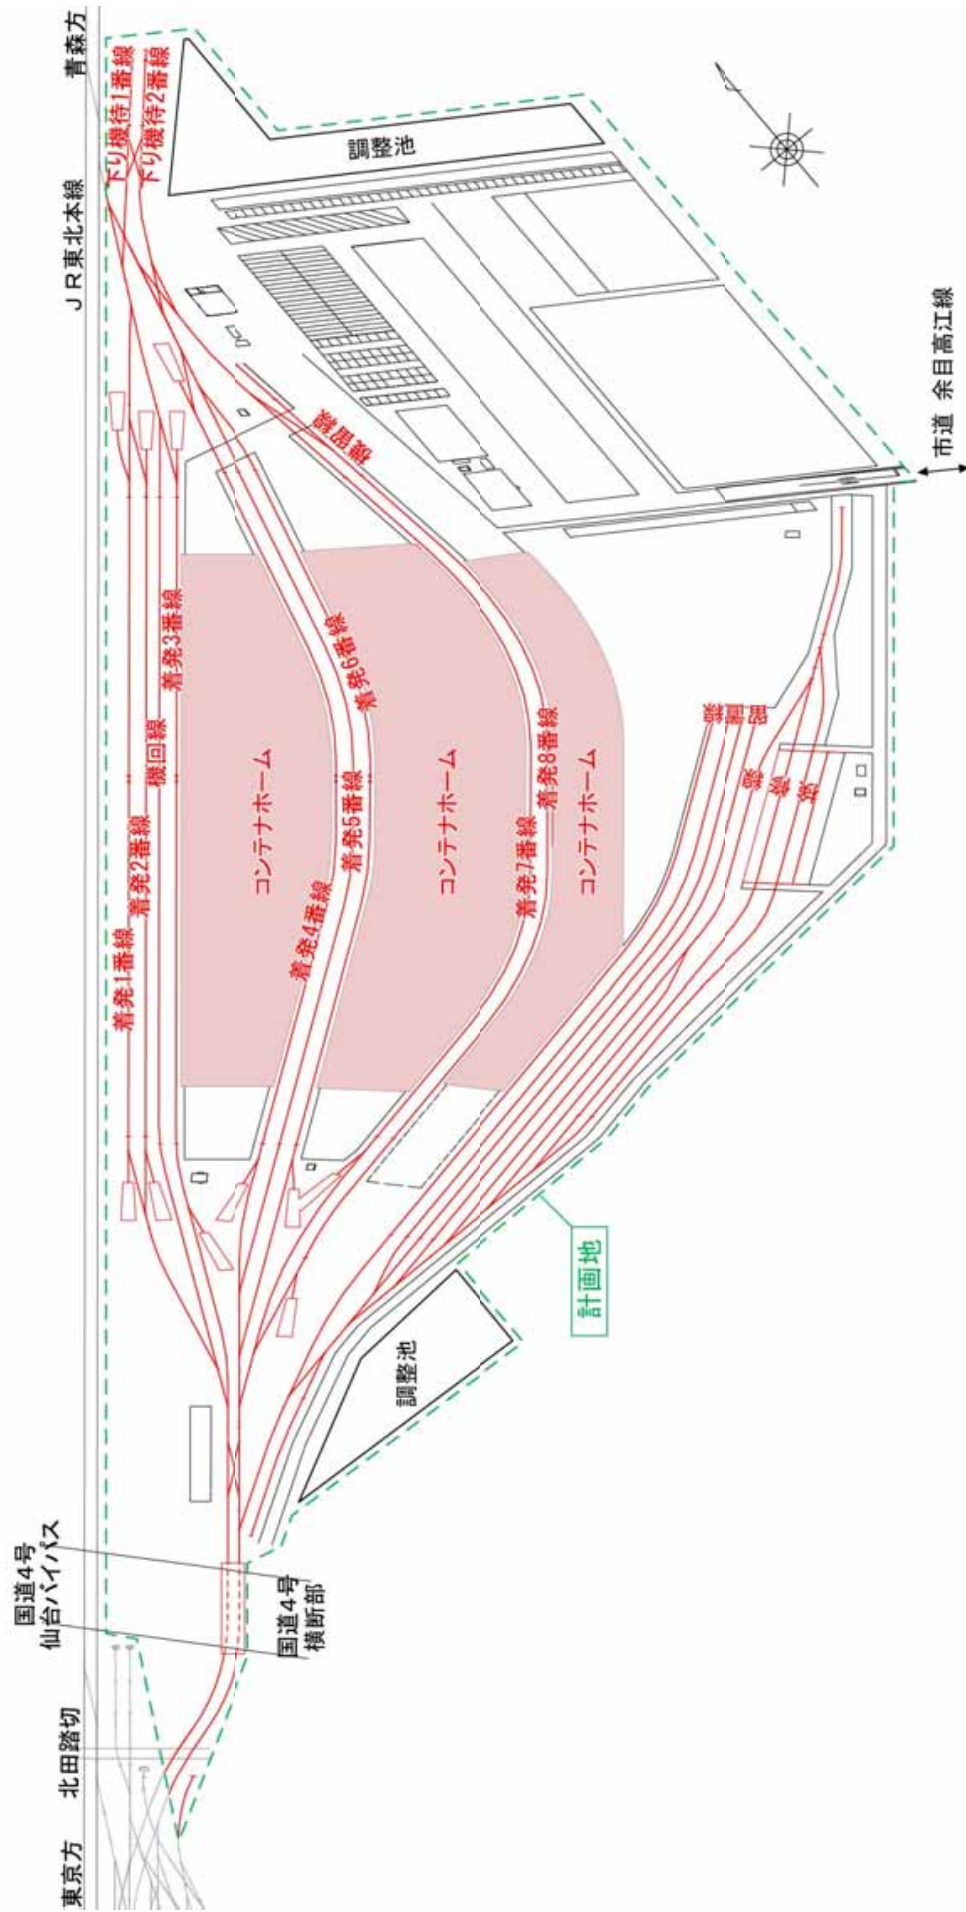 東京方
北田踏切
国道4号
仙台バイパス
国道4号
横断部
JR東北本線
青森方
下り機待1番線
下り機待2番線
着発1番線
着発2番線
機回線
着発3番線
コンテナホーム
着発4番線
着発5番線
着発6番線
コンテナホーム
着発7番線
着発8番線
コンテナホーム
機留線
留置線
調整池
調整池
計画地
市道 余目高江線